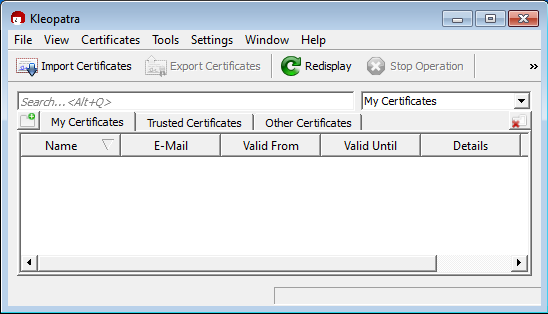 Kleopatra
File View Certificates Tools Settings Window Help
Import Certificates Export Certificates Redisplay Stop Operation »
Search...<Alt+Q> My Certificates
My Certificates Trusted Certificates Other Certificates
Name E-Mail Valid From Valid Until Details